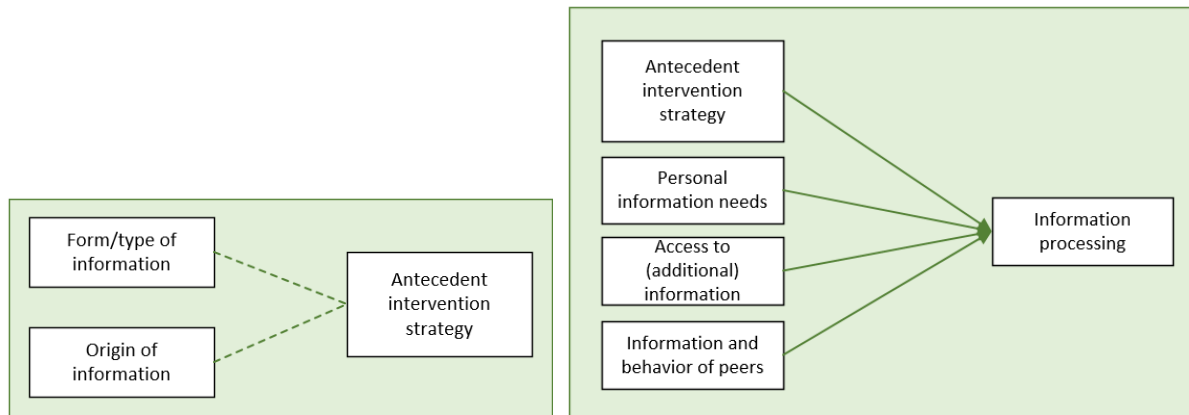 Form/type of
information
Origin of
information
Antecedent
intervention
strategy
Antecedent
intervention
strategy
Personal
information needs
Access to
(additional)
information
Information and
behavior of peers
Information
processing